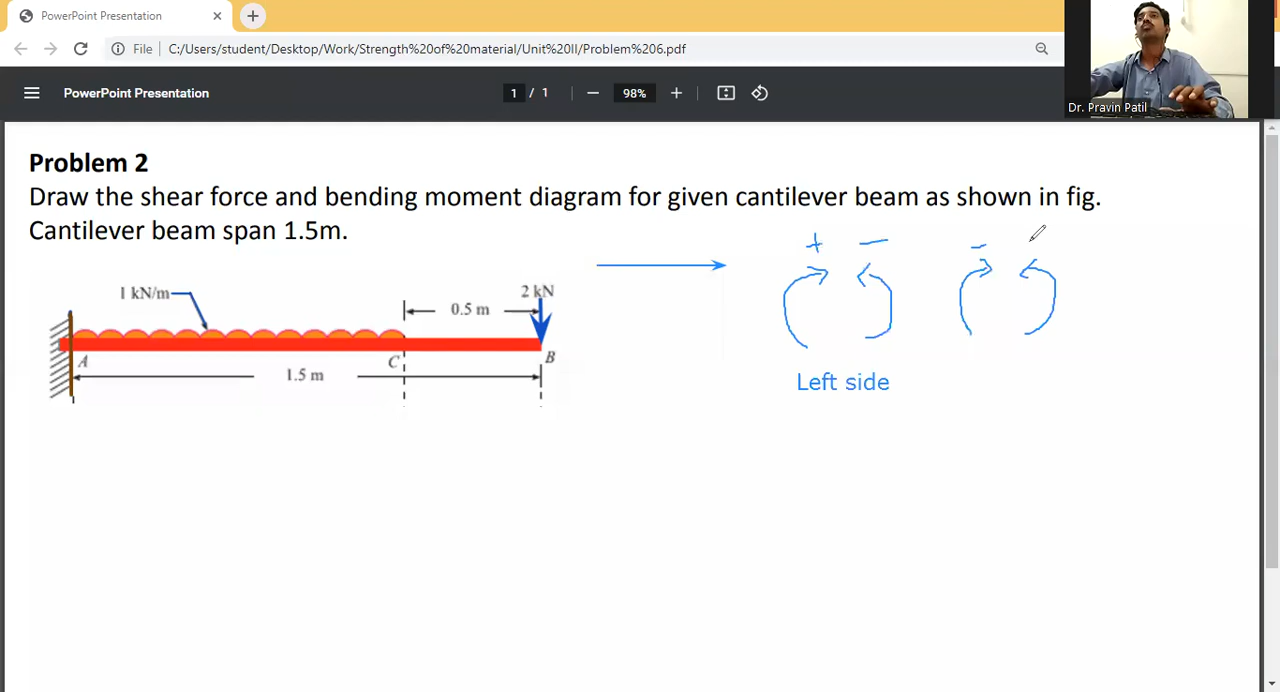 PowerPoint Presentation
File C:/Users/student/Desktop/Work/Strength%20of%20material/Unit%20II/Problem%206.pdf
PowerPoint Presentation
1 / 1
98%
Dr. Pravin Patil
Problem 2
Draw the shear force and bending moment diagram for given cantilever beam as shown in fig.
Cantilever beam span 1.5m.
+ − -
1 kN/m
2 kN
0.5 m
A C B
1.5 m
Left side